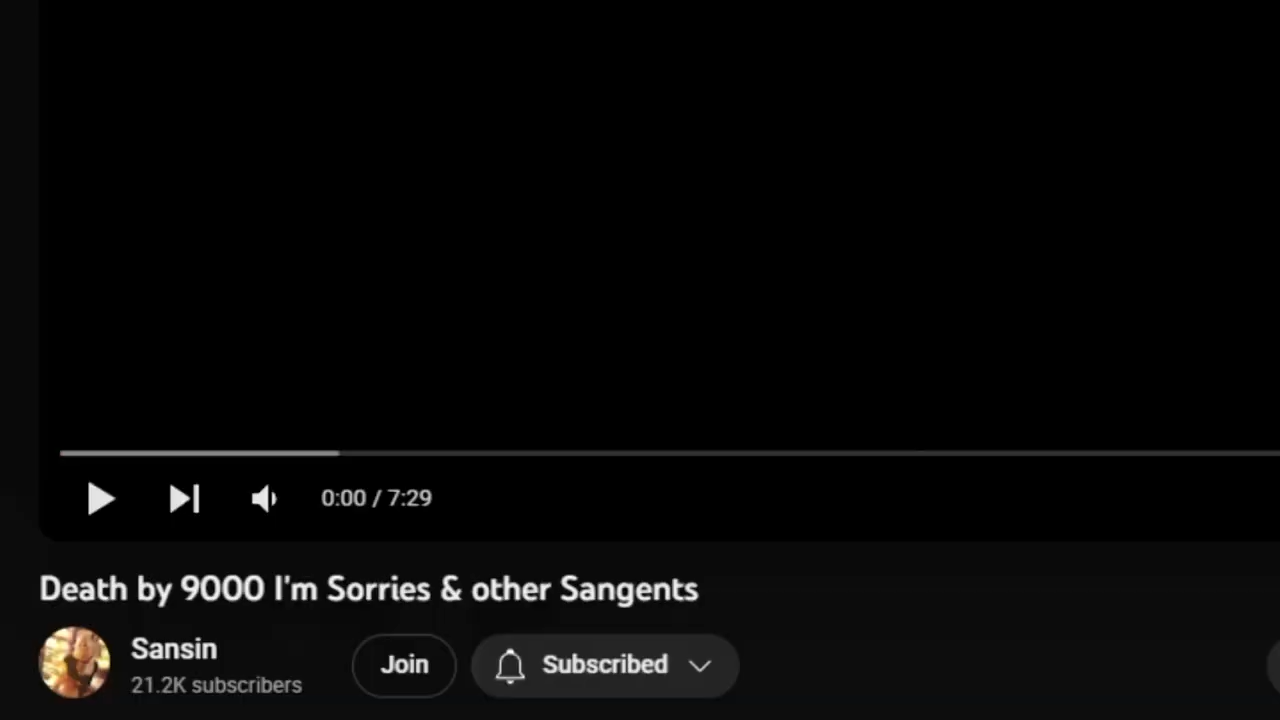 0:00 / 7:29
Death by 9000 I'm Sorries & other Sangents
Sansin
21.2K subscribers
Join
Subscribed